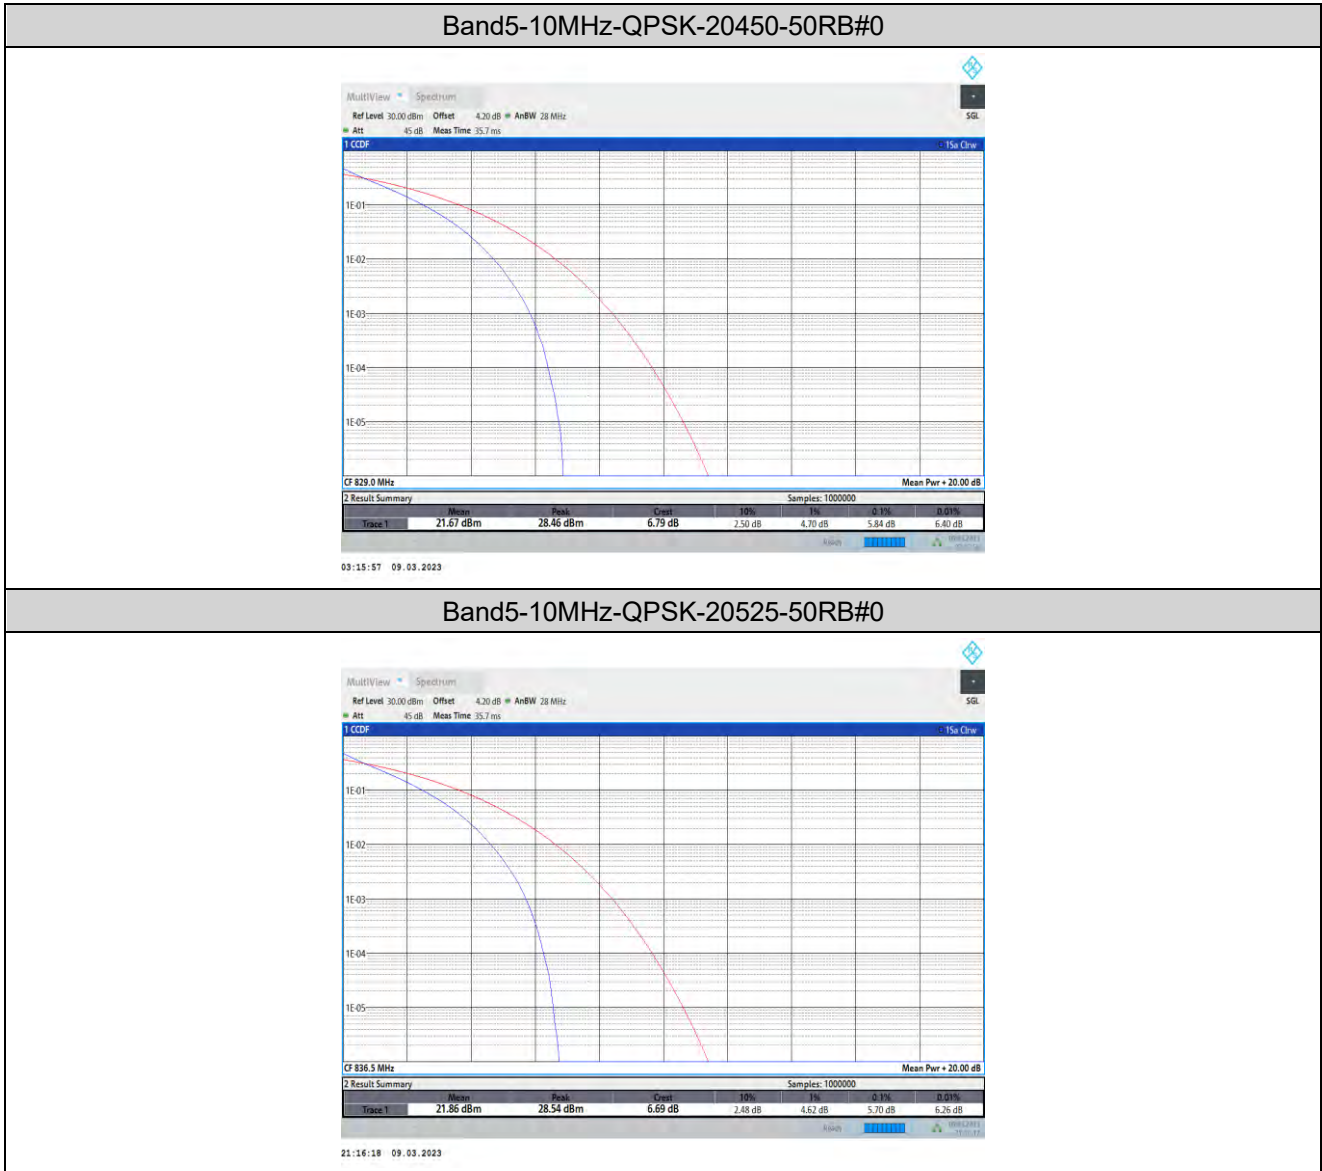 Band5-10MHz-QPSK-20450-50RB#0
MultiView Spectrum
Ref Level 30.00 dBm Offset 4.20 dB AnBW 28 MHz SGL
Att 45 dB Meas Time 35.7 ms
1 CCDF 1Sa Clrw
1E-01
1E-02
1E-03
1E-04
1E-05
CF 829.0 MHz Mean Pwr + 20.00 dB
2 Result Summary Samples: 1000000
Mean Peak Crest 10% 1% 0.1% 0.01%
Trace 1 21.67 dBm 28.46 dBm 6.79 dB 2.50 dB 4.70 dB 5.84 dB 6.40 dB
03:15:57 09.03.2023
Band5-10MHz-QPSK-20525-50RB#0
MultiView Spectrum
Ref Level 30.00 dBm Offset 4.20 dB AnBW 28 MHz SGL
Att 45 dB Meas Time 35.7 ms
1 CCDF 1Sa Clrw
1E-01
1E-02
1E-03
1E-04
1E-05
CF 836.5 MHz Mean Pwr + 20.00 dB
2 Result Summary Samples: 1000000
Mean Peak Crest 10% 1% 0.1% 0.01%
Trace 1 21.86 dBm 28.54 dBm 6.69 dB 2.48 dB 4.62 dB 5.70 dB 6.26 dB
21:16:18 09.03.2023